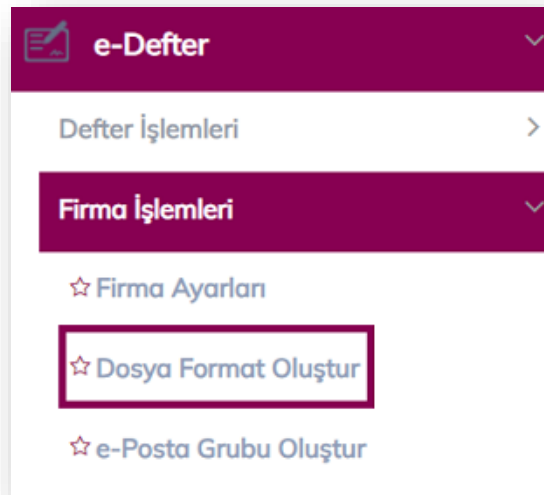 e-Defter
Defter İşlemleri
Firma İşlemleri
Firma Ayarları
Dosya Format Oluştur
e-Posta Grubu Oluştur